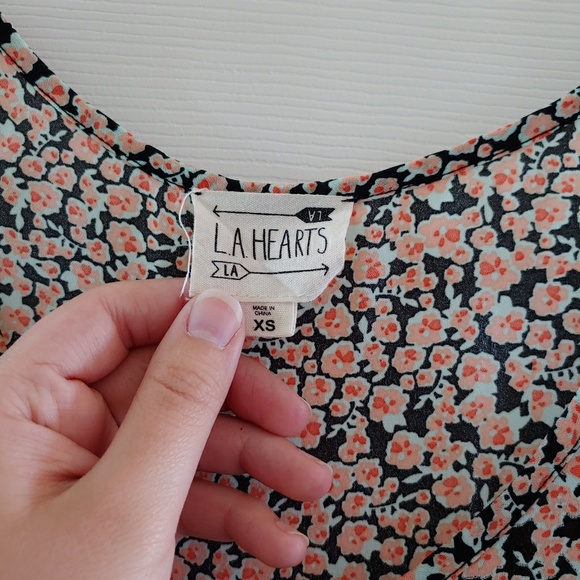 LA
L.A. HEARTS
LA
MADE IN
CHINA
XS